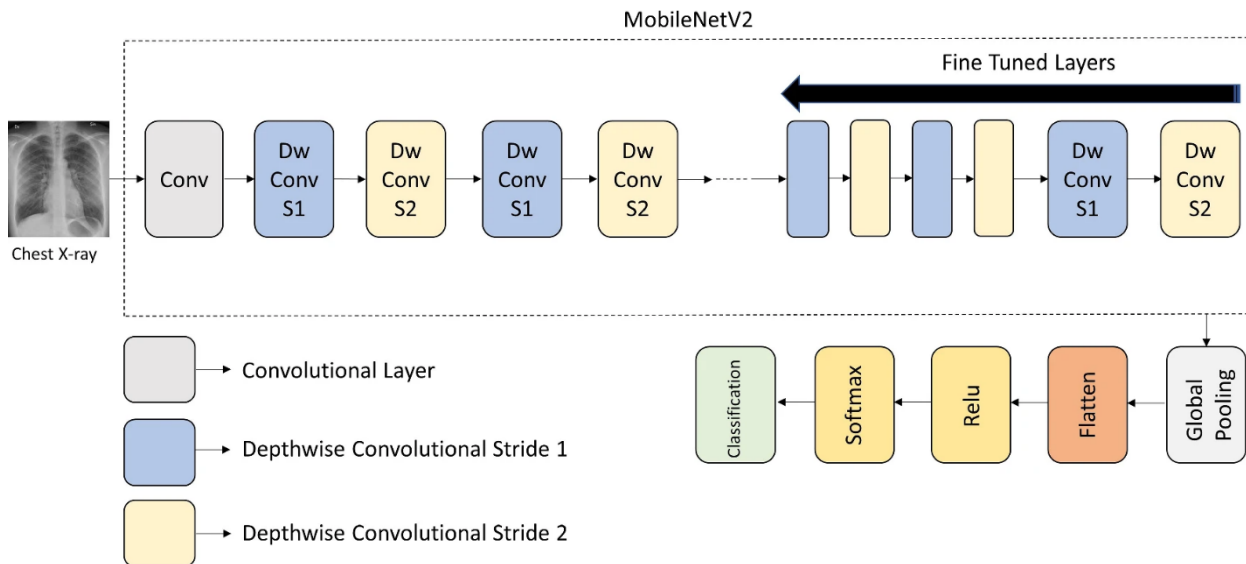 MobileNetV2
Fine Tuned Layers
Conv
Dw
Conv
S1
Dw
Conv
S2
Dw
Conv
S1
Dw
Conv
S2
Dw
Conv
S1
Dw
Conv
S2
Chest X-ray
Convolutional Layer
Depthwise Convolutional Stride 1
Depthwise Convolutional Stride 2
Classification
Softmax
Relu
Flatten
Global
Pooling